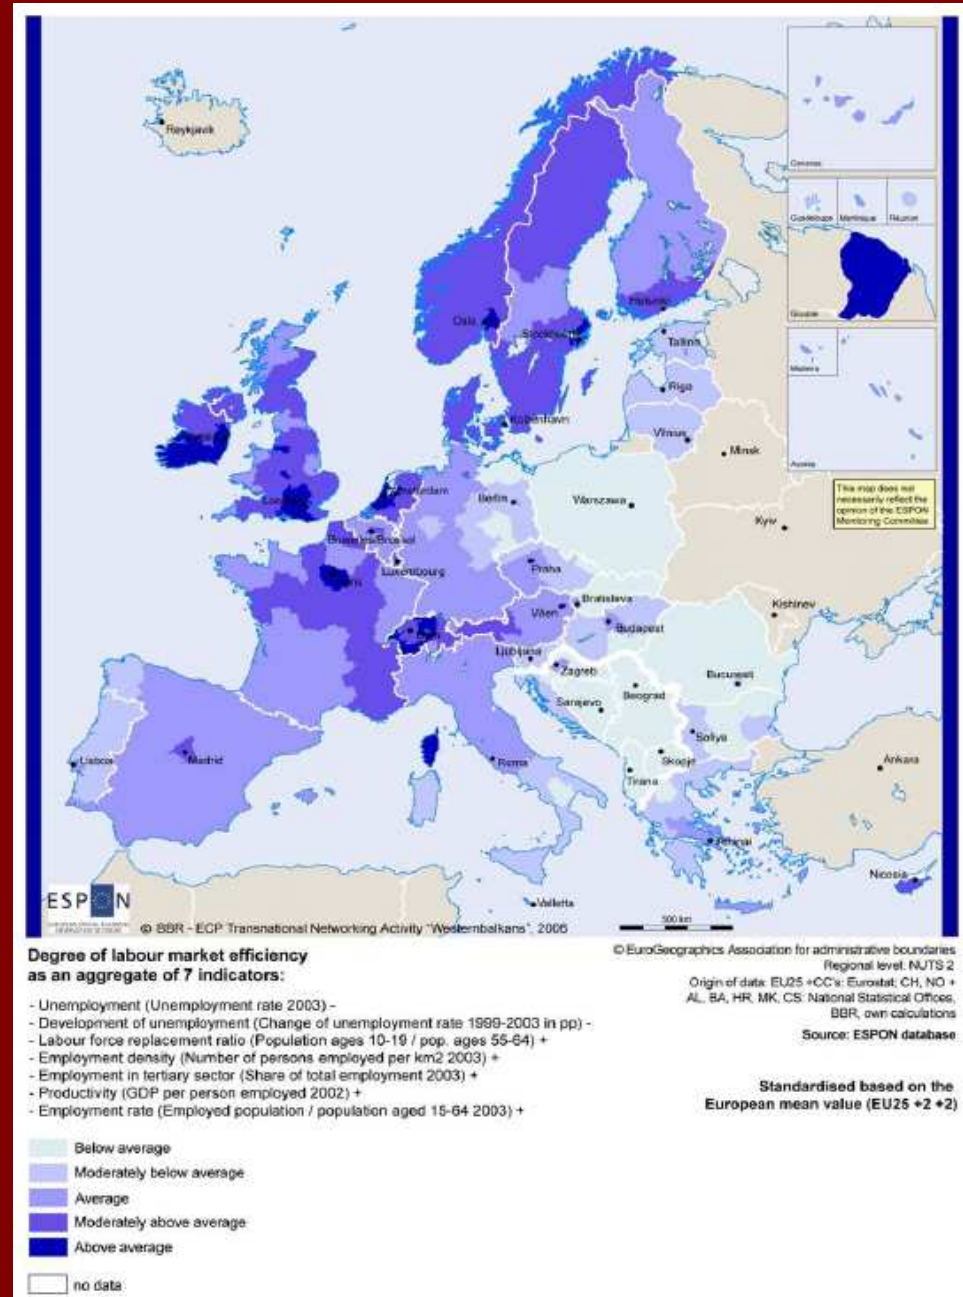 Reykjavik
Canarias
Guadeloupe
Martinique
Réunion
Guyane
Madeira
Acores
Oslo
Stockholm
Helsinki
Tallinn
Riga
Vilnius
København
Minsk
This map does not
necessarily reflect the
opinion of the ESPON
Monitoring Committee
Amsterdam
Berlin
Warszawa
Kyiv
Bruxelles/Brussel
Luxembourg
Paris
Praha
Wien
Bratislava
Budapest
Kishinev
Bern
Ljubljana
Zagreb
Bucuresti
Beograd
Sarajevo
Sofiya
Skopje
Tirana
Lisboa
Madrid
Roma
Ankara
Athinai
Nicosia
Valletta
ESPON
500 km
© BBR - ECP Transnational Networking Activity "Westernbalkans", 2006
Degree of labour market efficiency
as an aggregate of 7 indicators:
- Unemployment (Unemployment rate 2003) -
- Development of unemployment (Change of unemployment rate 1999-2003 in pp) -
- Labour force replacement ratio (Population ages 10-19 / pop. ages 55-64) +
- Employment density (Number of persons employed per km2 2003) +
- Employment in tertiary sector (Share of total employment 2003) +
- Productivity (GDP per person employed 2002) +
- Employment rate (Employed population / population aged 15-64 2003) +
© EuroGeographics Association for administrative boundaries
Regional level: NUTS 2
Origin of data: EU25 +CC's: Eurostat; CH, NO +
AL, BA, HR, MK, CS: National Statistical Offices,
BBR, own calculations
Source: ESPON database
Standardised based on the
European mean value (EU25 +2 +2)
Below average
Moderately below average
Average
Moderately above average
Above average
no data